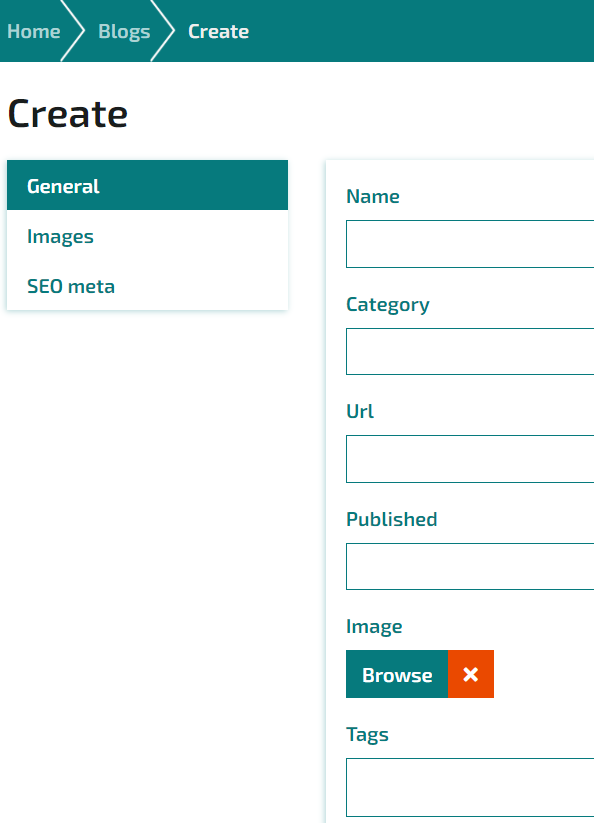 Home Blogs Create
Create
General
Images
SEO meta
Name
Category
Url
Published
Image
Browse
Tags